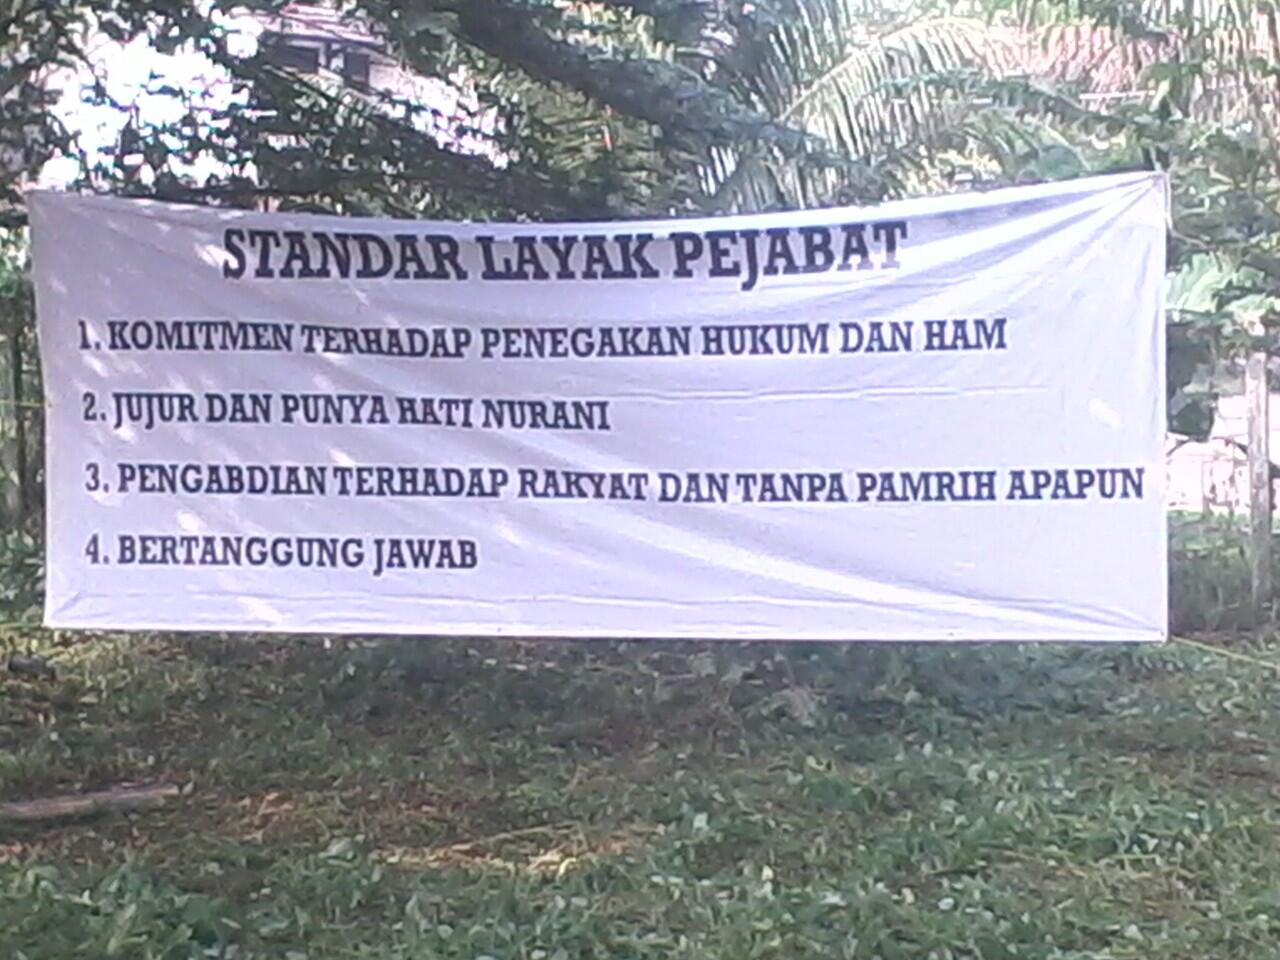 STANDAR LAYAK PEJABAT
1. KOMITMEN TERHADAP PENEGAKAN HUKUM DAN HAM
2. JUJUR DAN PUNYA HATI NURANI
3. PENGABDIAN TERHADAP RAKYAT DAN TANPA PAMRIH APAPUN
4. BERTANGGUNG JAWAB